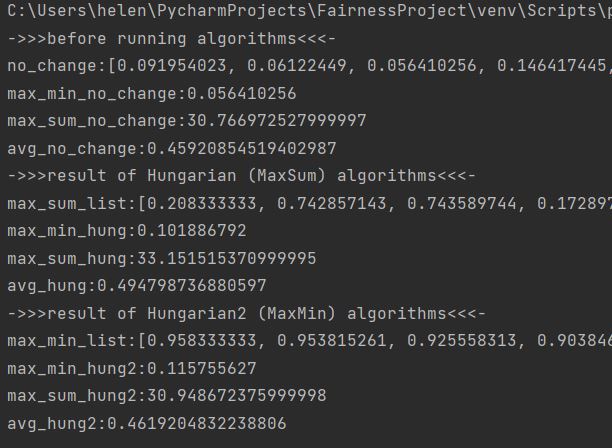 C:\Users\helen\PycharmProjects\FairnessProject\venv\Scripts\p
->>>before running algorithms<<<-
no_change:[0.091954023, 0.06122449, 0.056410256, 0.146417445,
max_min_no_change:0.056410256
max_sum_no_change:30.766972527999997
avg_no_change:0.45920854519402987
->>>result of Hungarian (MaxSum) algorithms<<<-
max_sum_list:[0.208333333, 0.742857143, 0.743589744, 0.172897
max_min_hung:0.101886792
max_sum_hung:33.151515370999995
avg_hung:0.494798736880597
->>>result of Hungarian2 (MaxMin) algorithms<<<-
max_min_list:[0.958333333, 0.953815261, 0.925558313, 0.903846
max_min_hung2:0.115755627
max_sum_hung2:30.948672375999998
avg_hung2:0.4619204832238806